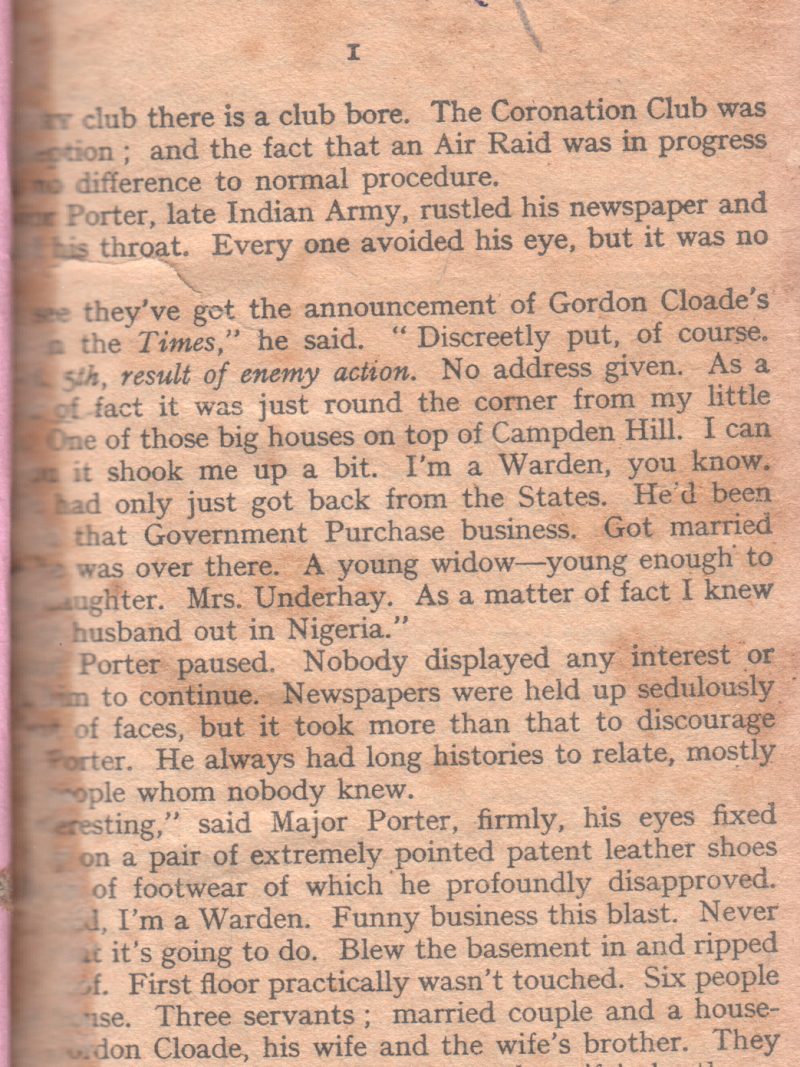 I
club there is a club bore. The Coronation Club was
; and the fact that an Air Raid was in progress
no difference to normal procedure.
Porter, late Indian Army, rustled his newspaper and
his throat. Every one avoided his eye, but it was no
see they've got the announcement of Gordon Cloade's
the Times," he said. " Discreetly put, of course.
5th, result of enemy action. No address given. As a
of fact it was just round the corner from my little
One of those big houses on top of Campden Hill. I can
it shook me up a bit. I'm a Warden, you know.
had only just got back from the States. He'd been
that Government Purchase business. Got married
was over there. A young widow—young enough to
Mrs. Underhay. As a matter of fact I knew
husband out in Nigeria."
Porter paused. Nobody displayed any interest or
to continue. Newspapers were held up sedulously
of faces, but it took more than that to discourage
Porter. He always had long histories to relate, mostly
whom nobody knew.
said Major Porter, firmly, his eyes fixed
on a pair of extremely pointed patent leather shoes
of footwear of which he profoundly disapproved.
I'm a Warden. Funny business this blast. Never
it's going to do. Blew the basement in and ripped
First floor practically wasn't touched. Six people
Three servants ; married couple and a house-
Cloade, his wife and the wife's brother. They